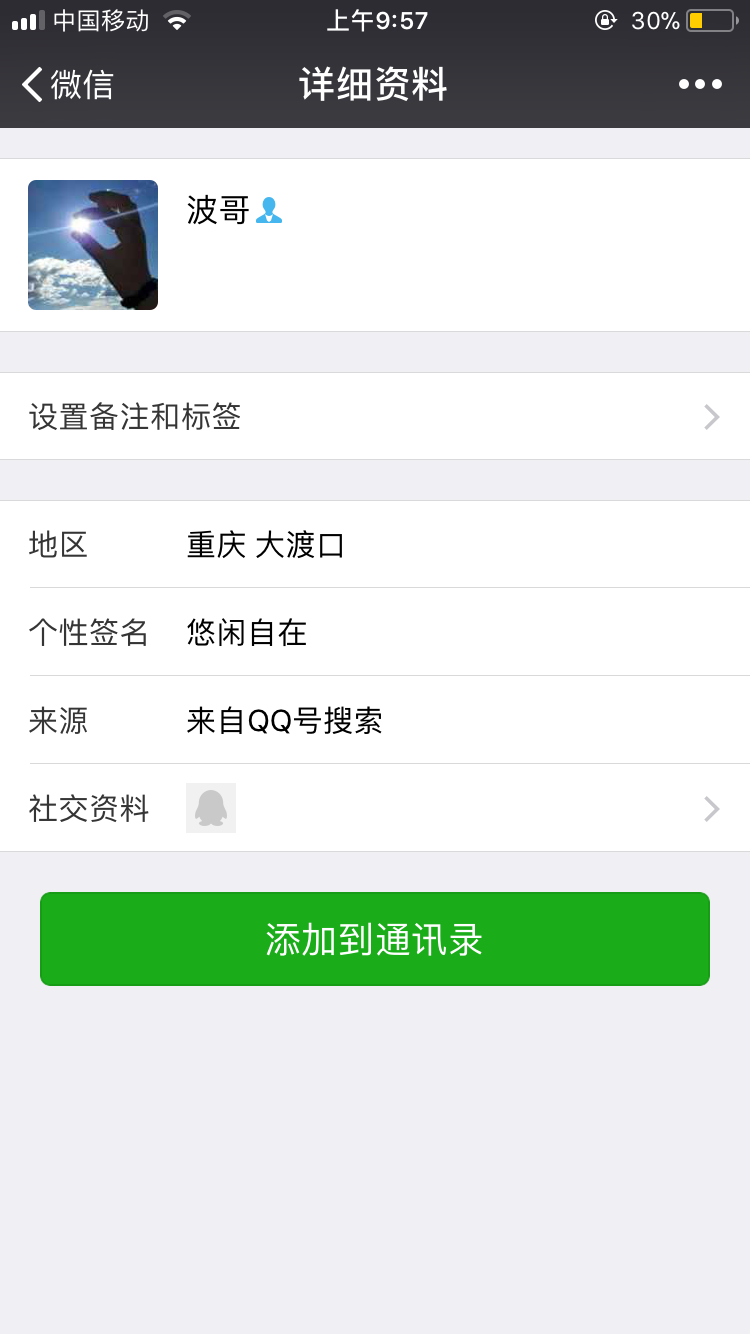 中国移动 上午9:57 30%
微信 详细资料
波哥
设置备注和标签
地区 重庆 大渡口
个性签名 悠闲自在
来源 来自QQ号搜索
社交资料
添加到通讯录